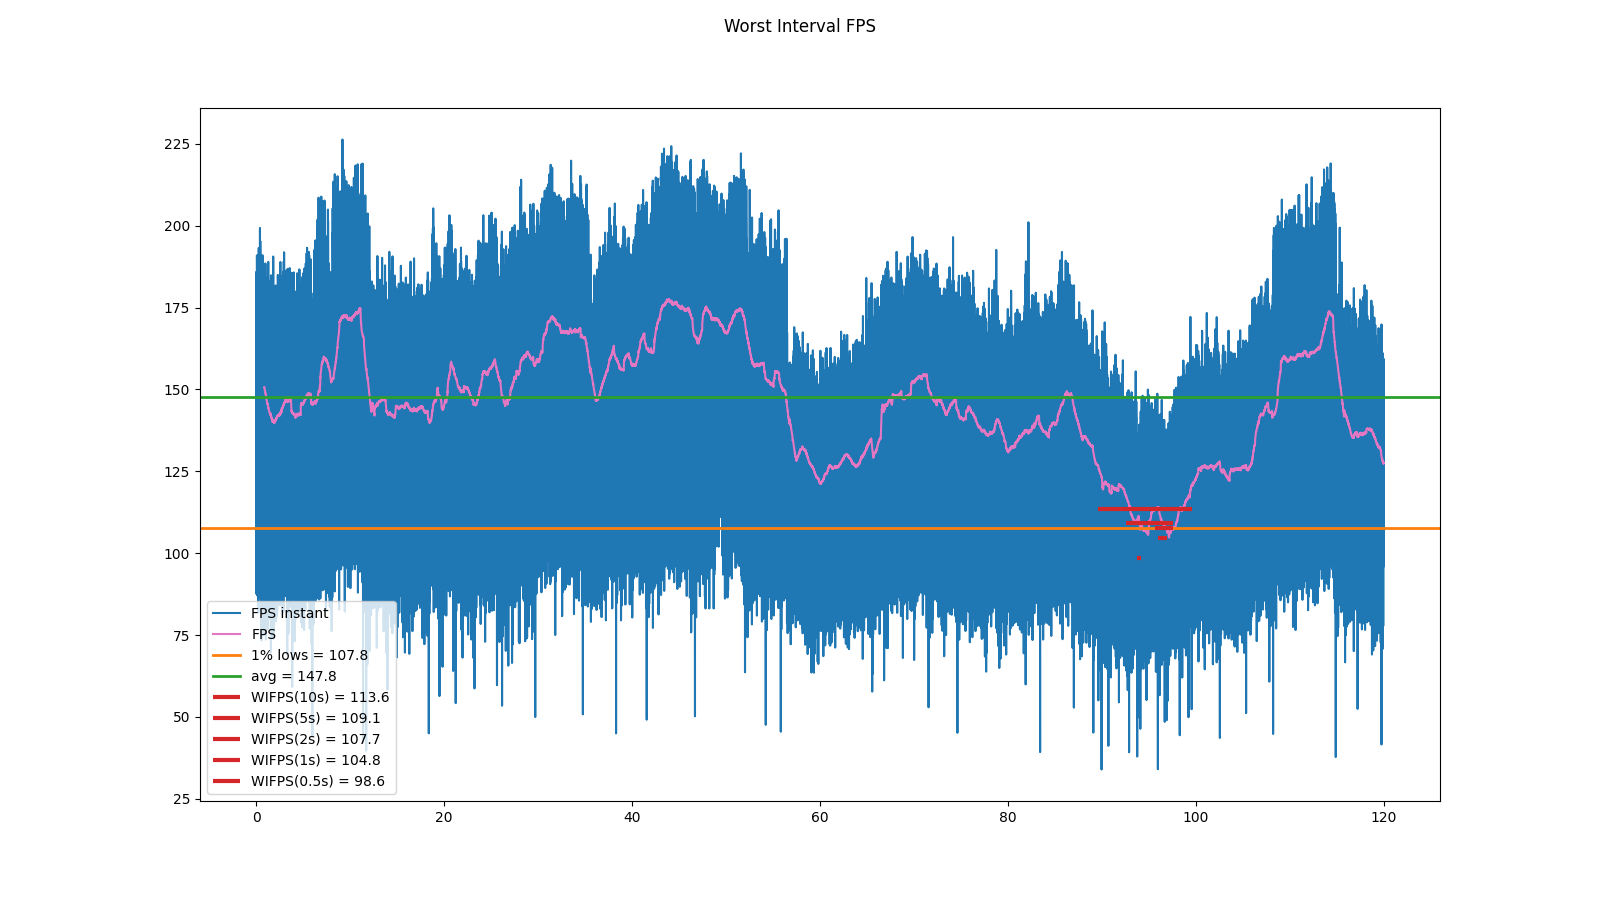 Worst Interval FPS
225
200
175
150
125
100
75
50
25
FPS instant
FPS
1% lows = 107.8
avg = 147.8
WIFPS(10s) = 113.6
WIFPS(5s) = 109.1
WIFPS(2s) = 107.7
WIFPS(1s) = 104.8
WIFPS(0.5s) = 98.6
0 20 40 60 80 100 120